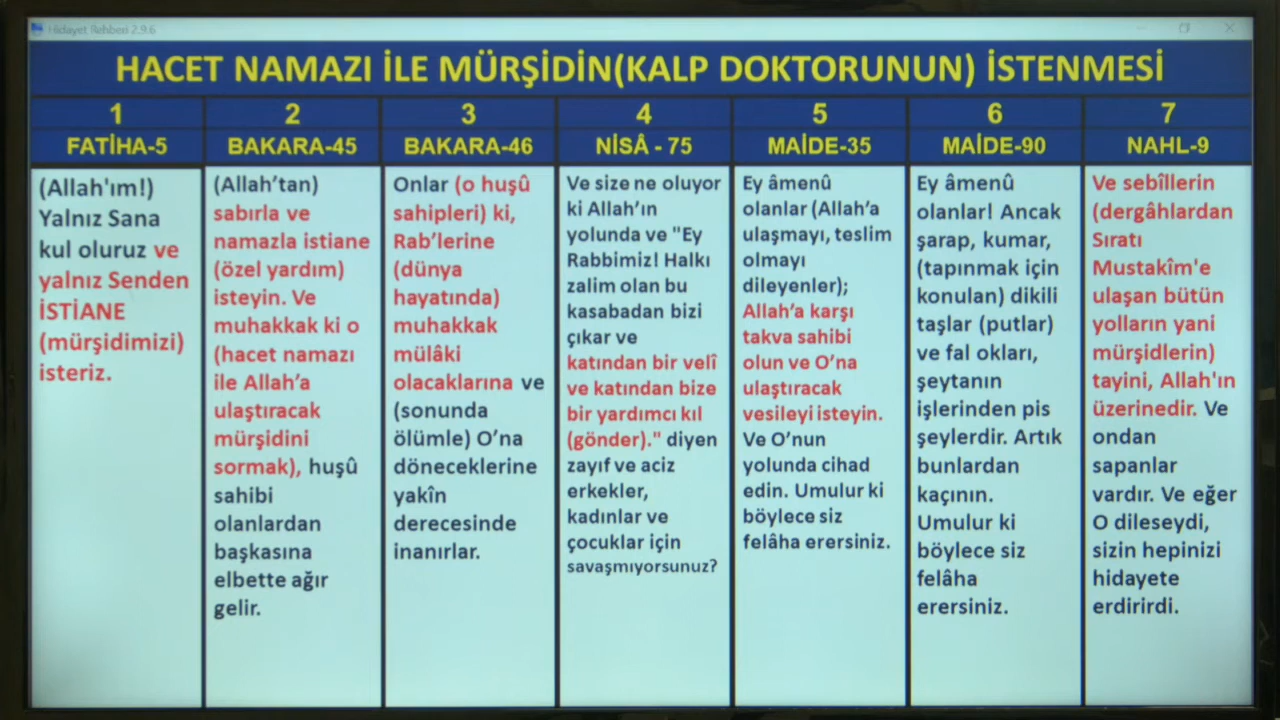 Hidayet Rehberi 2.9.6
HACET NAMAZI İLE MÜRŞİDİN(KALP DOKTORUNUN) İSTENMESİ
1
FATİHA-5
(Allah'ım!)
Yalnız Sana
kul oluruz ve
yalnız Senden
İSTİANE
(mürşidimizi)
isteriz.
2
BAKARA-45
(Allah’tan)
sabırla ve
namazla istiane
(özel yardım)
isteyin. Ve
muhakkak ki o
(hacet namazı
ile Allah’a
ulaştıracak
mürşidini
sormak), huşû
sahibi
olanlardan
başkasına
elbette ağır
gelir.
3
BAKARA-46
Onlar (o huşû
sahipleri) ki,
Rab’lerine
(dünya
hayatında)
muhakkak
mülâki
olacaklarına ve
(sonunda
ölümle) O’na
döneceklerine
yakîn
derecesinde
inanırlar.
4
NİSÂ - 75
Ve size ne oluyor
ki Allah’ın
yolunda ve "Ey
Rabbimiz! Halkı
zalim olan bu
kasabadan bizi
çıkar ve
katından bir velî
ve katından bize
bir yardımcı kıl
(gönder)." diyen
zayıf ve aciz
erkekler,
kadınlar ve
çocuklar için
savaşmıyorsunuz?
5
MAİDE-35
Ey âmenû
olanlar (Allah’a
ulaşmayı, teslim
olmayı
dileyenler);
Allah’a karşı
takva sahibi
olun ve O’na
ulaştıracak
vesileyi isteyin.
Ve O’nun
yolunda cihad
edin. Umulur ki
böylece siz
felâha erersiniz.
6
MAİDE-90
Ey âmenû
olanlar! Ancak
şarap, kumar,
(tapınmak için
konulan) dikili
taşlar (putlar)
ve fal okları,
şeytanın
işlerinden pis
şeylerdir. Artık
bunlardan
kaçının.
Umulur ki
böylece siz
felâha
erersiniz.
7
NAHL-9
Ve sebîllerin
(dergâhlardan
Sıratı
Mustakîm'e
ulaşan bütün
yolların yani
mürşidlerin)
tayini, Allah'ın
üzerinedir. Ve
ondan
sapanlar
vardır. Ve eğer
O dileseydi,
sizin hepinizi
hidayete
erdirirdi.